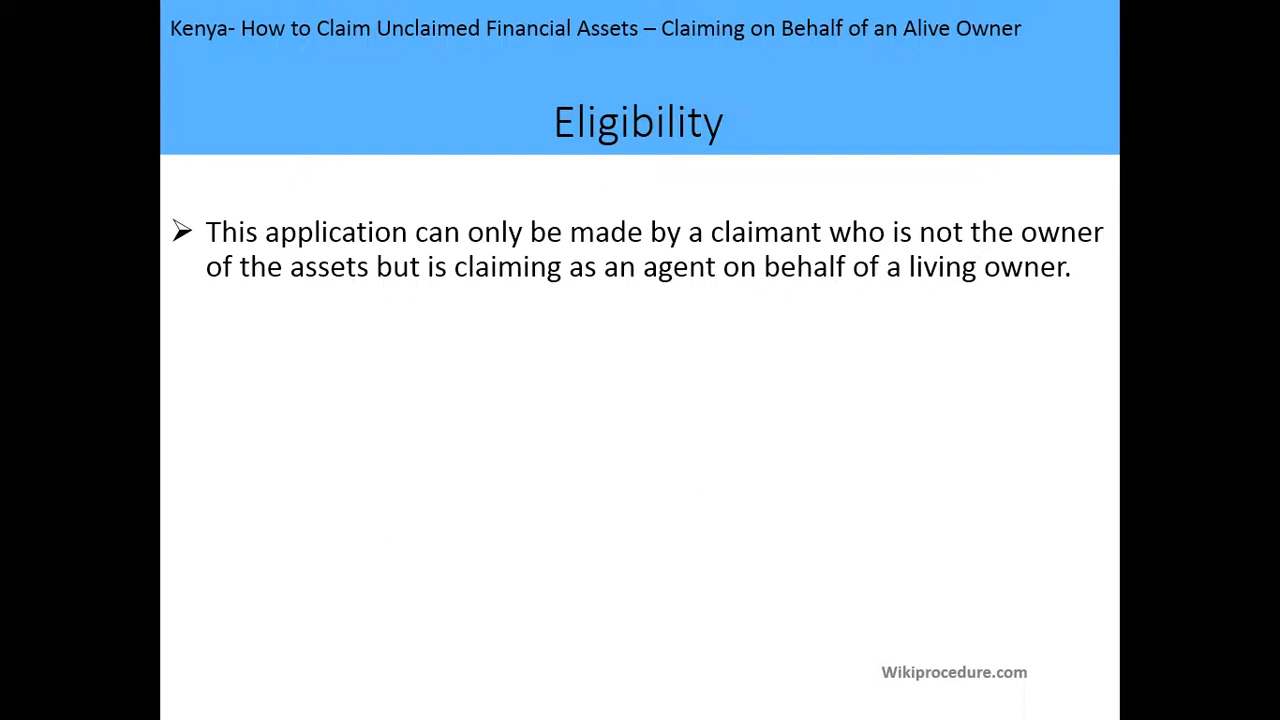 Kenya- How to Claim Unclaimed Financial Assets – Claiming on Behalf of an Alive Owner
Eligibility
➢ This application can only be made by a claimant who is not the owner
of the assets but is claiming as an agent on behalf of a living owner.
Wikiprocedure.com